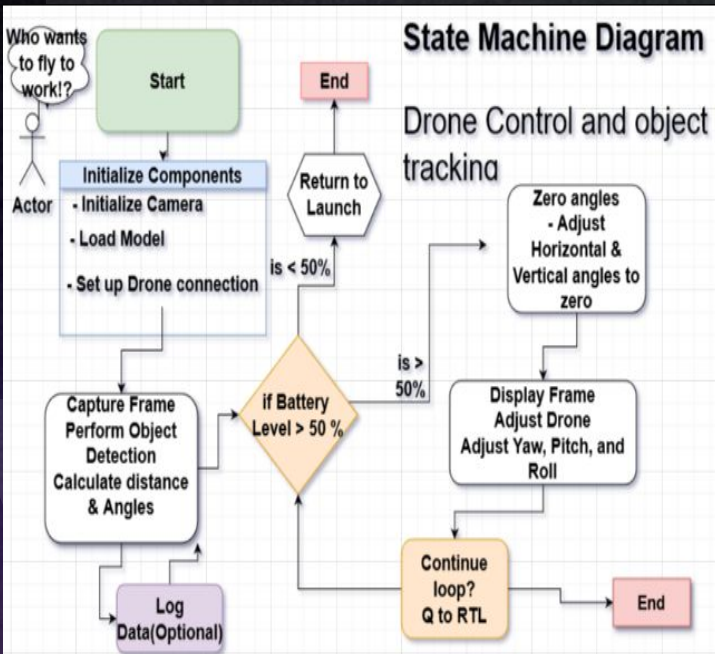 Who wants
to fly to
work!?
Actor
Start
Initialize Components
- Initialize Camera
- Load Model
- Set up Drone connection
Capture Frame
Perform Object
Detection
Calculate distance
& Angles
Log
Data(Optional)
if Battery
Level > 50 %
is < 50%
Return to
Launch
End
is >
50%
State Machine Diagram
Drone Control and object
tracking
Zero angles
- Adjust
Horizontal &
Vertical angles to
zero
Display Frame
Adjust Drone
Adjust Yaw, Pitch, and
Roll
Continue
loop?
Q to RTL
End